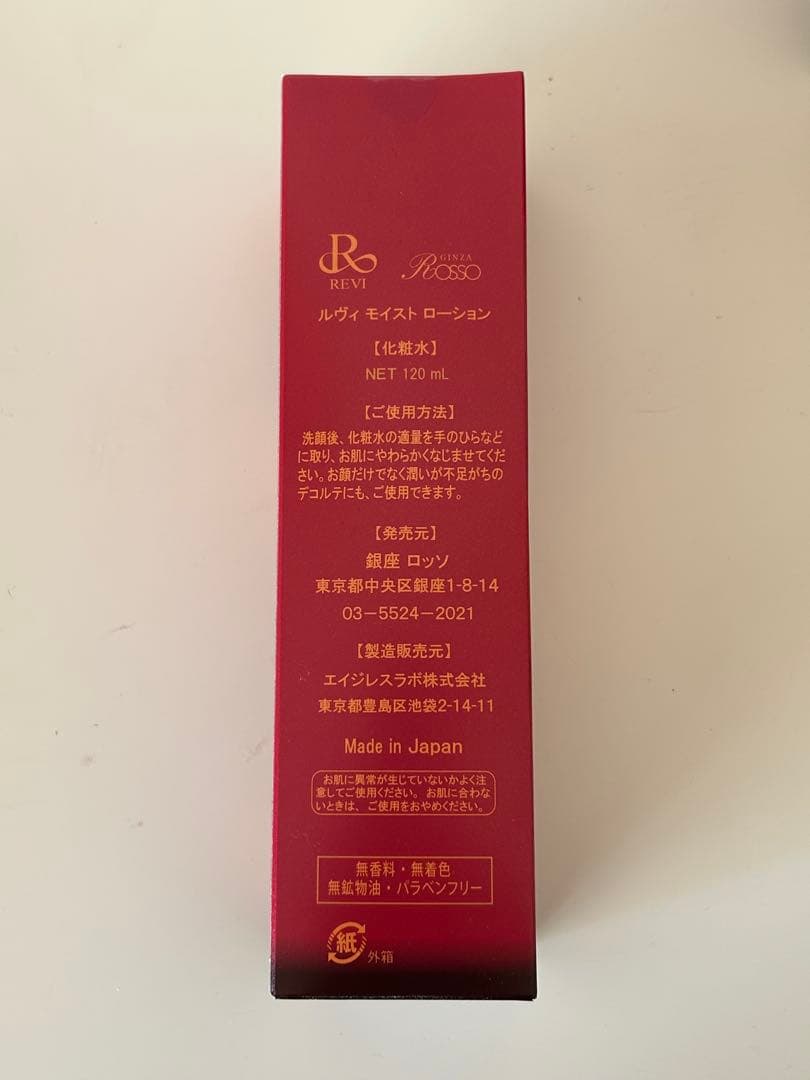 R
REVI
GINZA
Rosso
ルヴィ モイスト ローション
【化粧水】
NET 120 mL
【ご使用方法】
洗顔後、化粧水の適量を手のひらなど
に取り、お肌にやわらかくなじませてくだ
さい。お顔だけでなく潤いが不足がちの
デコルテにも、ご使用できます。
【発売元】
銀座 ロッソ
東京都中央区銀座1-8-14
03－5524－2021
【製造販売元】
エイジレスラボ株式会社
東京都豊島区池袋2-14-11
Made in Japan
お肌に異常が生じていないかよく注
意してご使用ください。お肌に合わな
いときは、ご使用をおやめください。
無香料・無着色
無鉱物油・パラベンフリー
紙
外箱